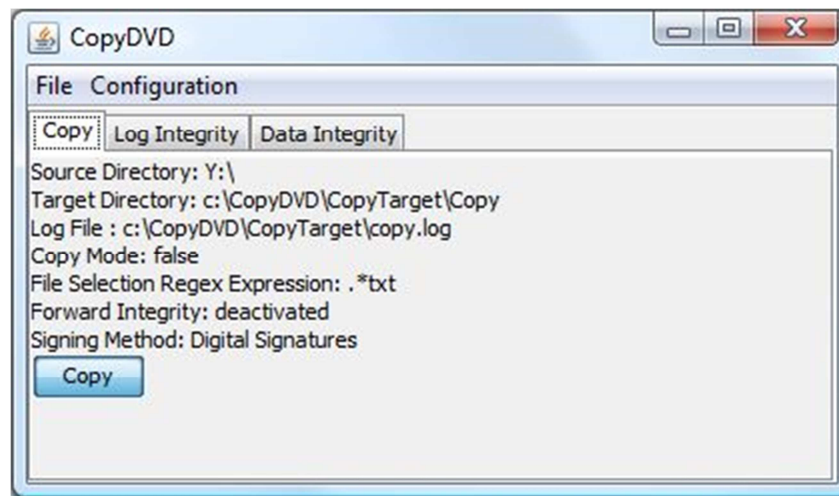 CopyDVD
File Configuration
Copy Log Integrity Data Integrity
Source Directory: Y:\
Target Directory: c:\CopyDVD\CopyTarget\Copy
Log File : c:\CopyDVD\CopyTarget\copy.log
Copy Mode: false
File Selection Regex Expression: .*txt
Forward Integrity: deactivated
Signing Method: Digital Signatures
Copy